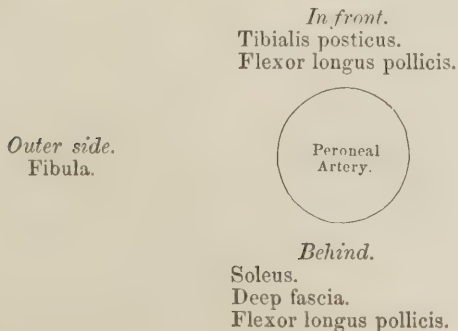 In front.
Tibialis posticus.
Flexor longus pollicis.
Outer side.
Fibula.
Peroneal
Artery.
Behind.
Soleus.
Deep fascia.
Flexor longus pollicis.